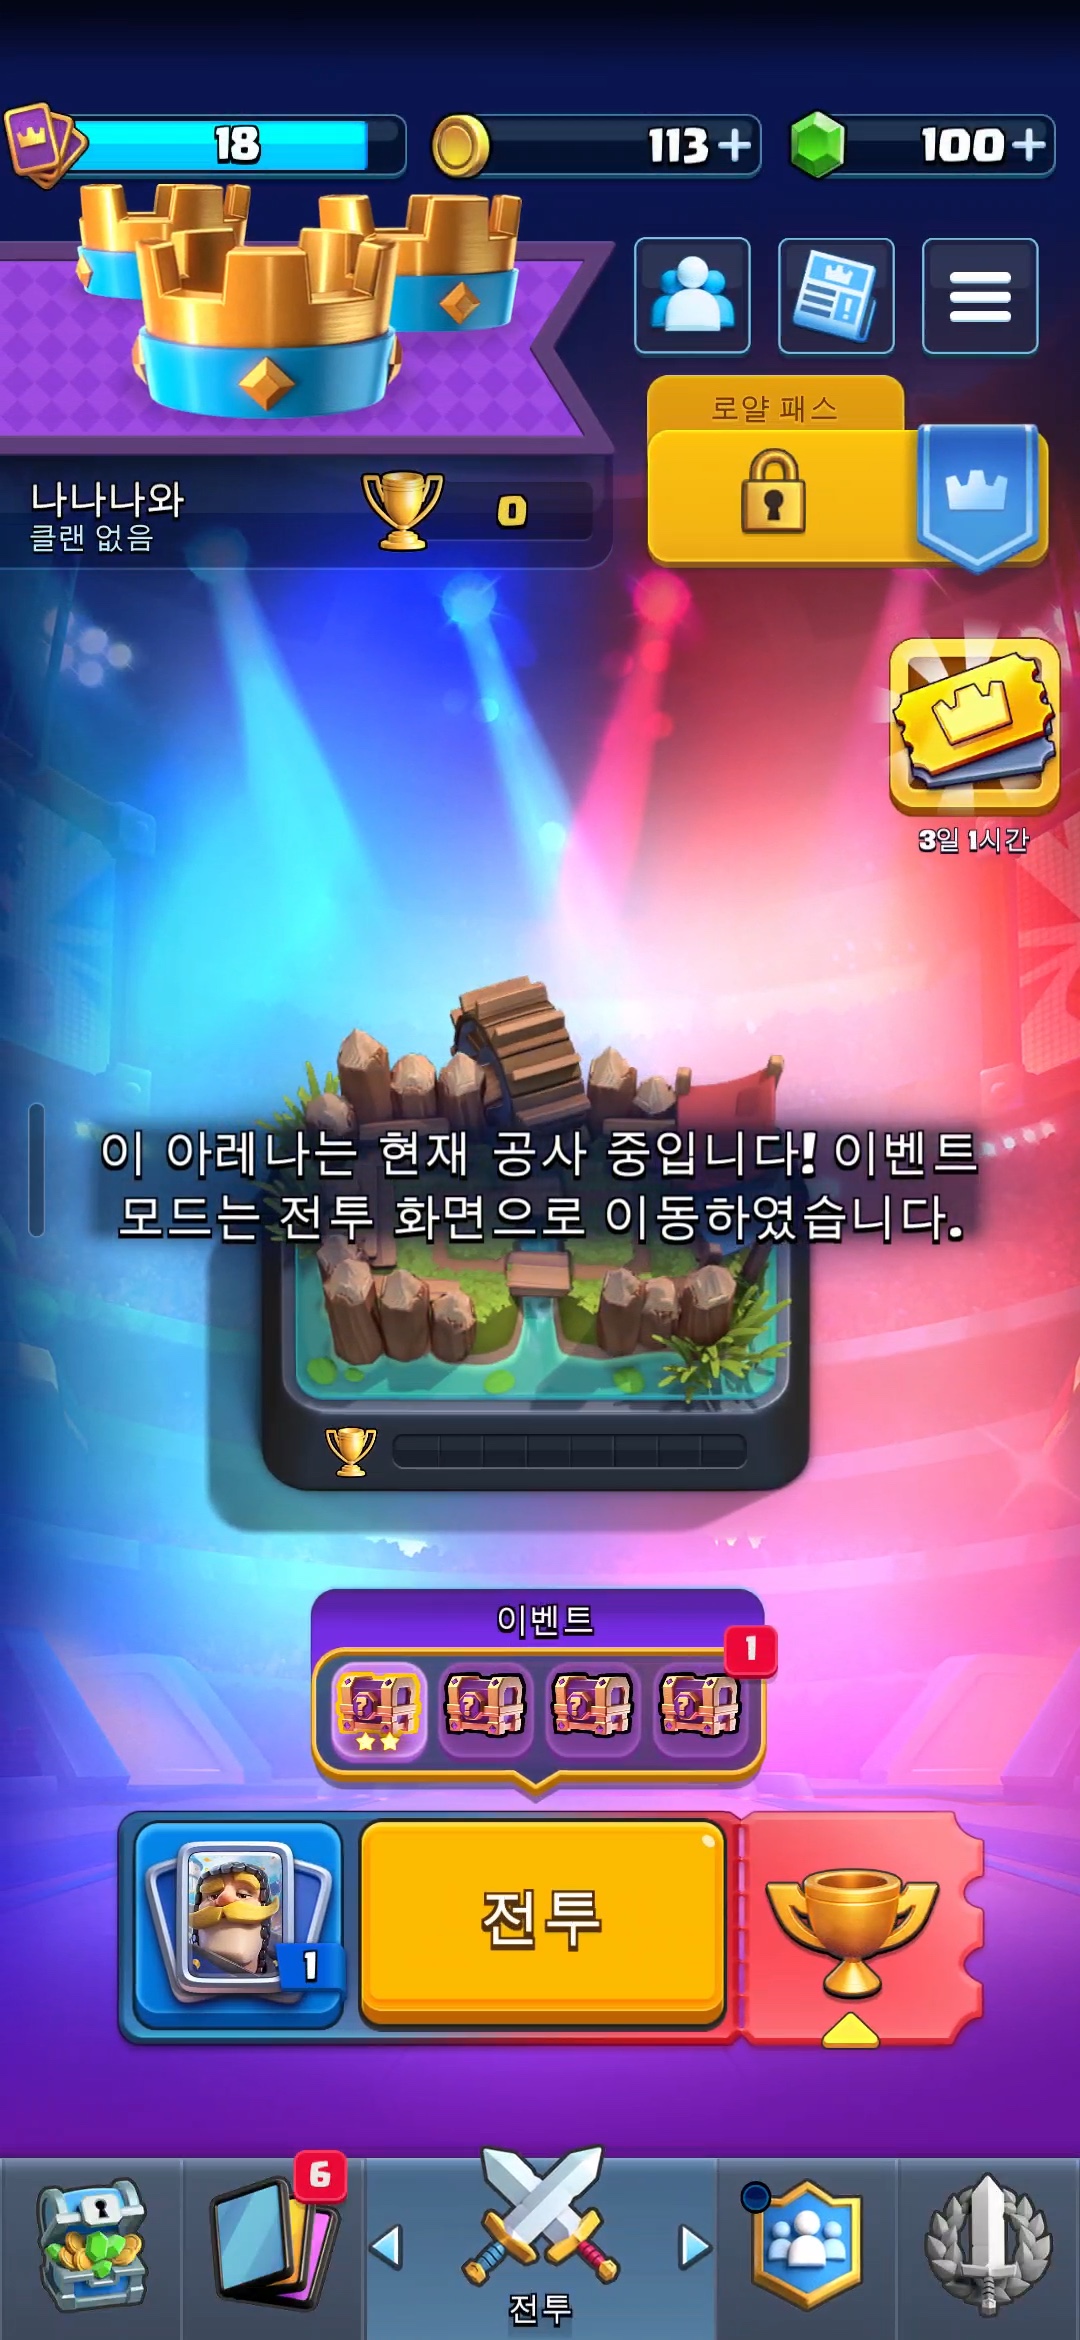 18
113
100
로얄 패스
나나나와
0
클랜 없음
3일 1시간
이 아레나는 현재 공사 중입니다! 이벤트
모드는 전투 화면으로 이동하였습니다.
이벤트
1
전투
1
6
전투